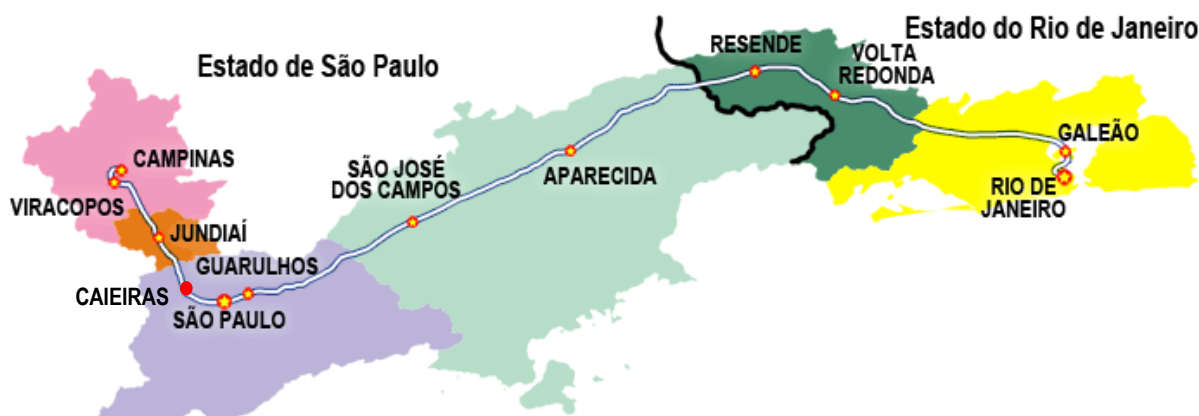 Estado de São Paulo
Estado do Rio de Janeiro
RESENDE
VOLTA
REDONDA
GALEÃO
RIO DE
JANEIRO
CAMPINAS
VIRACOPOS
SÃO JOSÉ
DOS CAMPOS
APARECIDA
JUNDIAÍ
GUARULHOS
CAIEIRAS
SÃO PAULO